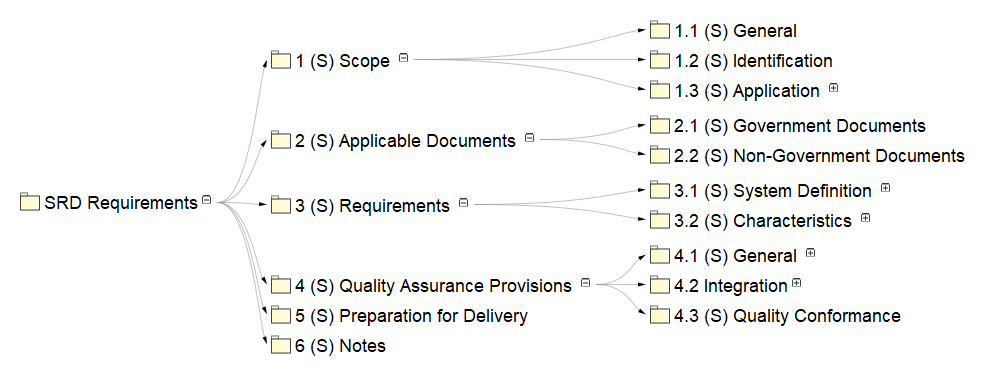 SRD Requirements
1 (S) Scope
1.1 (S) General
1.2 (S) Identification
1.3 (S) Application
2 (S) Applicable Documents
2.1 (S) Government Documents
2.2 (S) Non-Government Documents
3 (S) Requirements
3.1 (S) System Definition
3.2 (S) Characteristics
4 (S) Quality Assurance Provisions
4.1 (S) General
4.2 Integration
4.3 (S) Quality Conformance
5 (S) Preparation for Delivery
6 (S) Notes